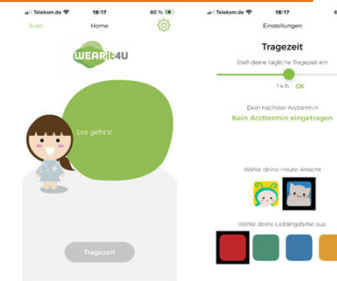 Telekom.de 18:17 80 %
Scan Home
WEARit4U
Los geht's!
Tragezeit
Telekom.de 18:17
Einstellungen
Tragezeit
Stell deine tägliche Tragezeit ein
14 h OK
Dein nächster Arzttermin
Kein Arzttermin eingetragen
Wähle deine Heute-Ansicht
Wähle deine Lieblingsfarbe aus